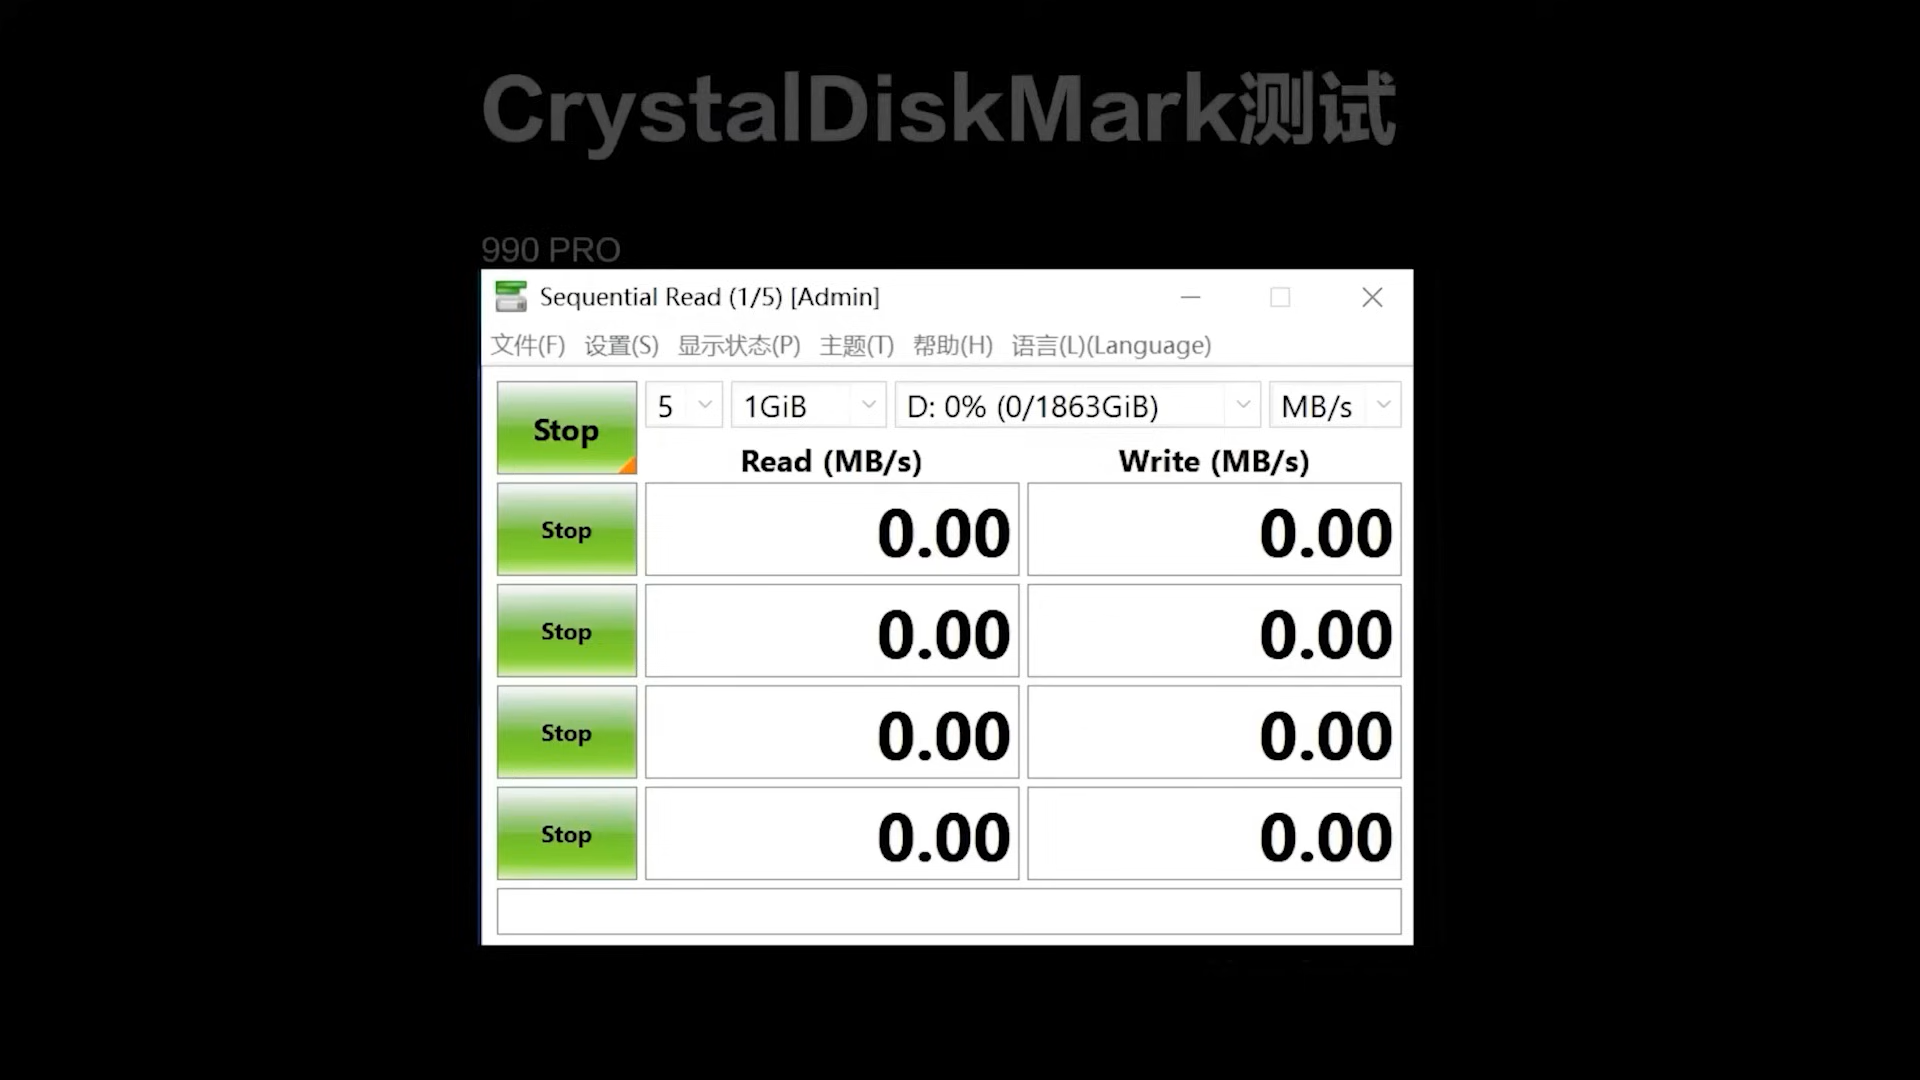 CrystalDiskMark测试
990 PRO
Sequential Read (1/5) [Admin]
文件(F) 设置(S) 显示状态(P) 主题(T) 帮助(H) 语言(L)(Language)
Stop 5 1GiB D: 0% (0/1863GiB) MB/s
Read (MB/s) Write (MB/s)
Stop 0.00 0.00
Stop 0.00 0.00
Stop 0.00 0.00
Stop 0.00 0.00